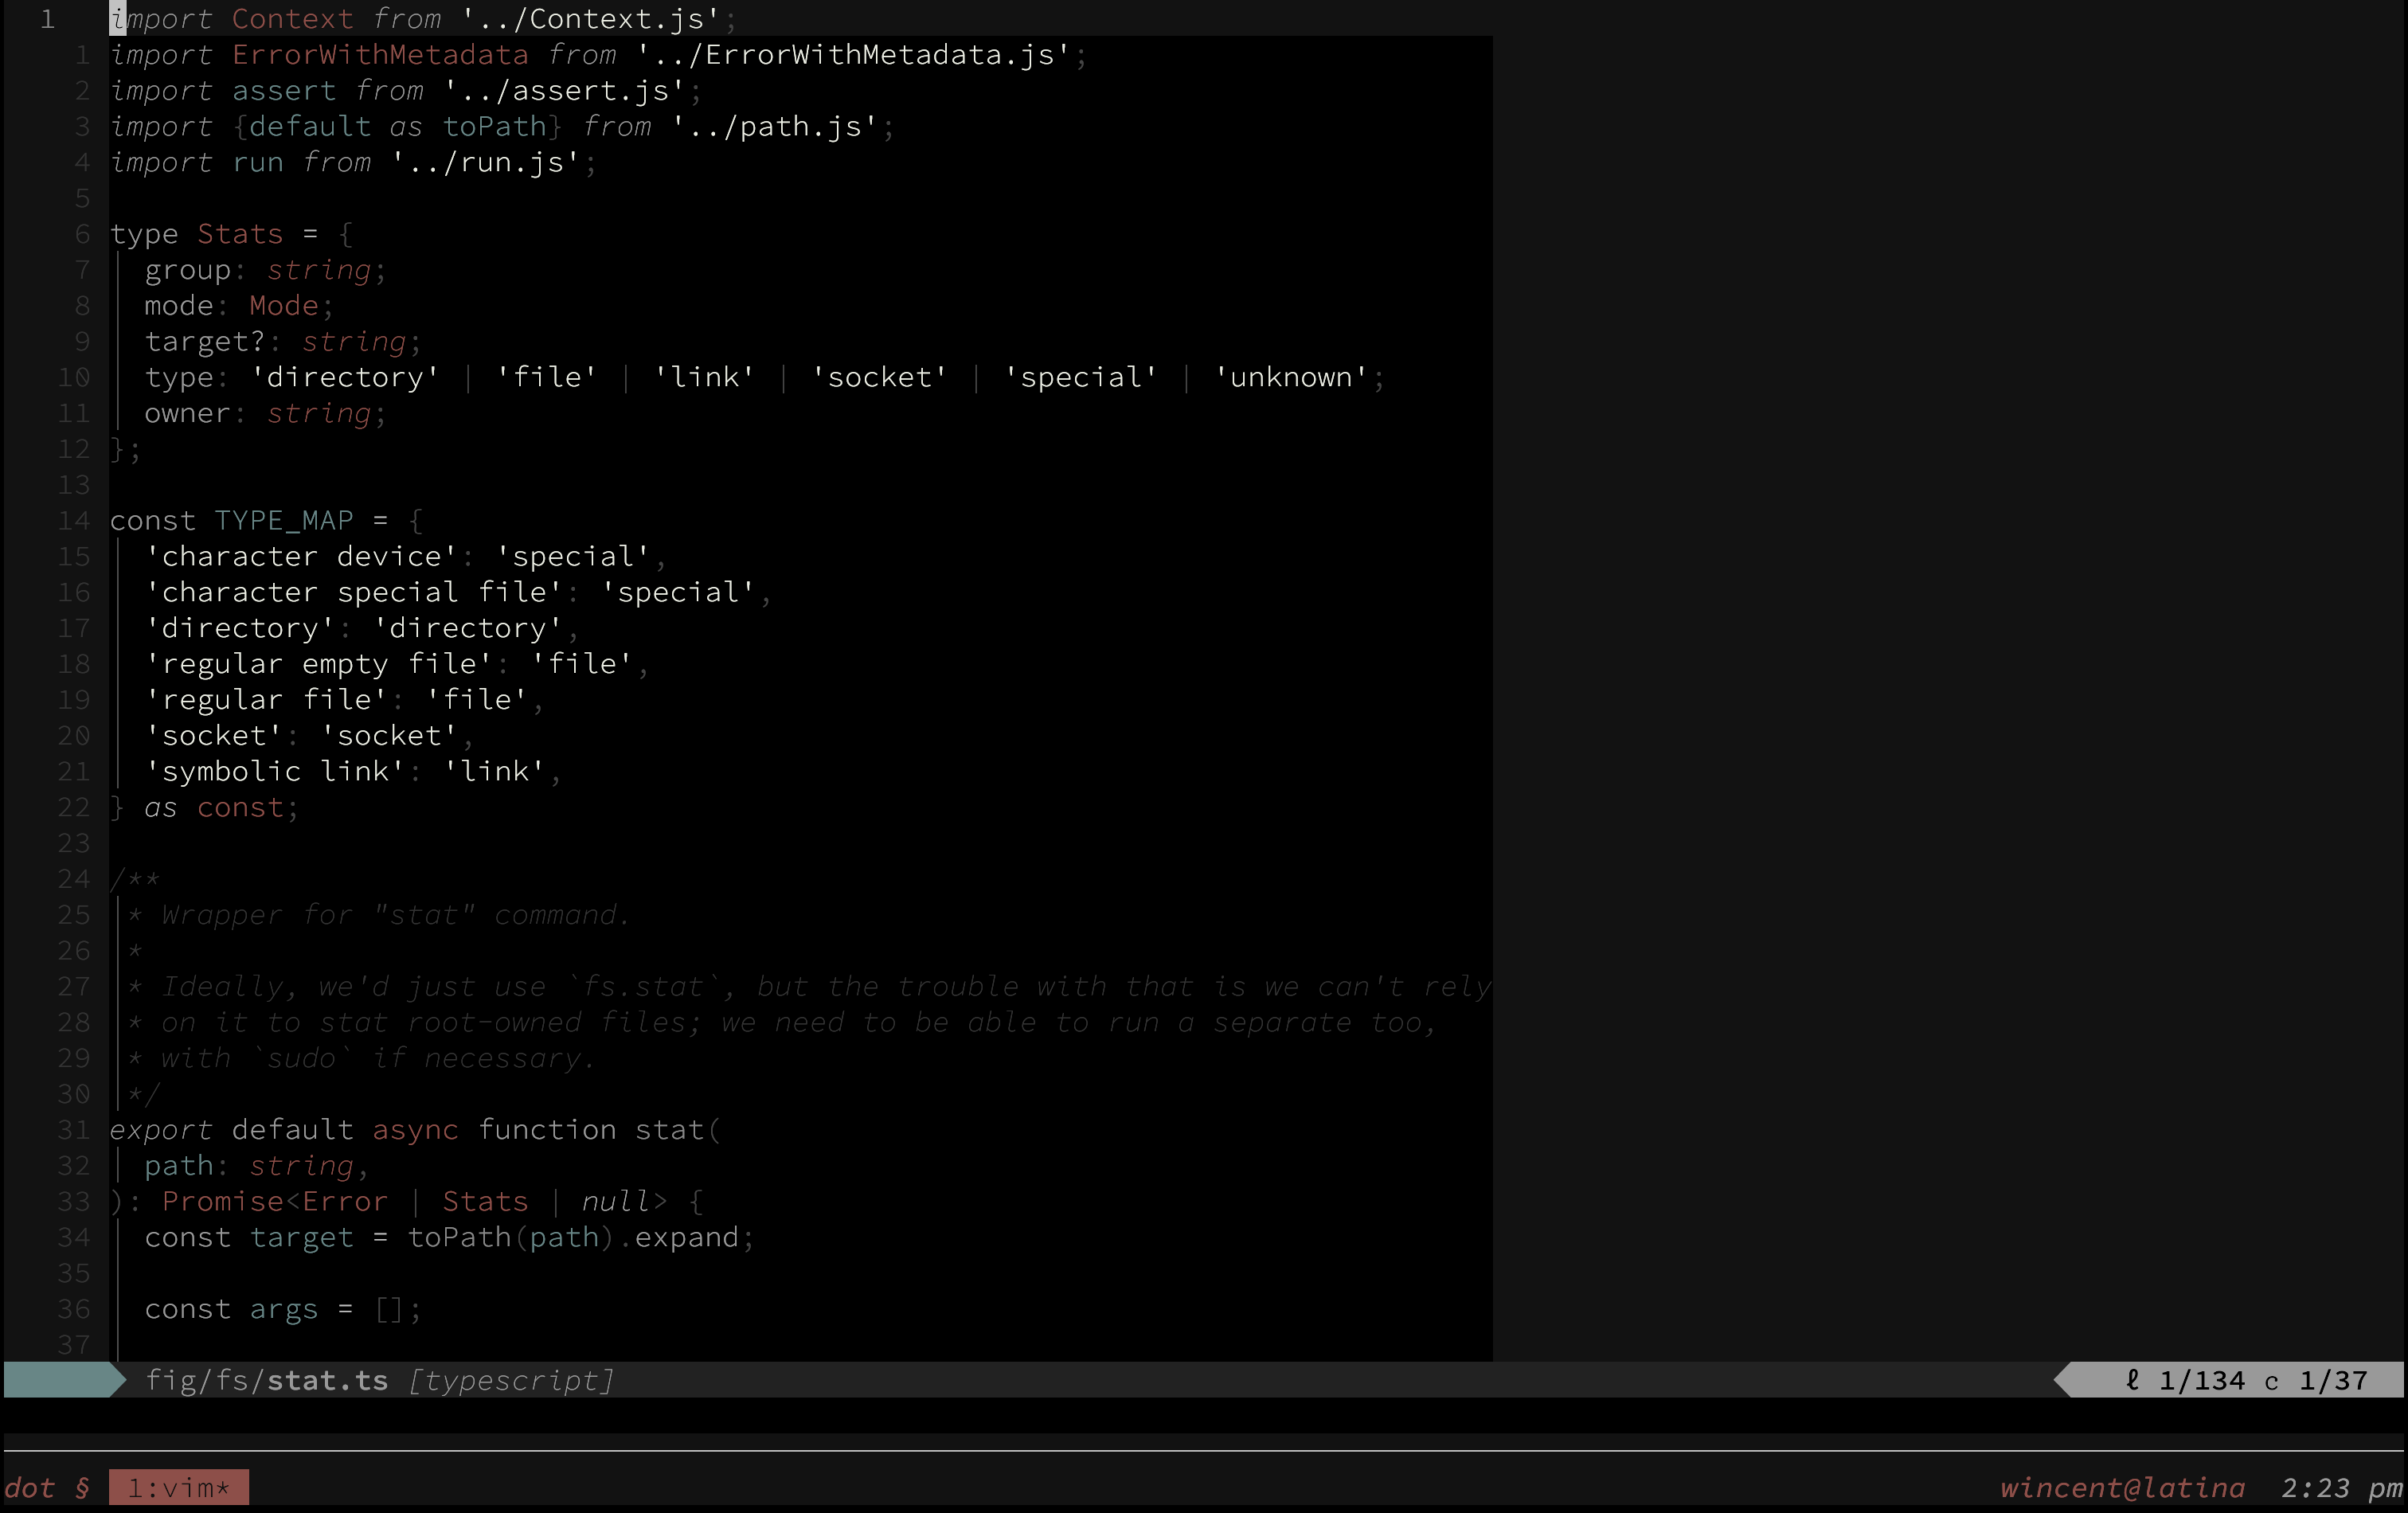 1 import Context from '../Context.js';
1 import ErrorWithMetadata from '../ErrorWithMetadata.js';
2 import assert from '../assert.js';
3 import {default as toPath} from '../path.js';
4 import run from '../run.js';
5
6 type Stats = {
7   group: string;
8   mode: Mode;
9   target?: string;
10   type: 'directory' | 'file' | 'link' | 'socket' | 'special' | 'unknown';
11   owner: string;
12 };
13
14 const TYPE_MAP = {
15   'character device': 'special',
16   'character special file': 'special',
17   'directory': 'directory',
18   'regular empty file': 'file',
19   'regular file': 'file',
20   'socket': 'socket',
21   'symbolic link': 'link',
22 } as const;
23
24 /**
25  * Wrapper for "stat" command.
26  *
27  * Ideally, we'd just use `fs.stat`, but the trouble with that is we can't rely
28  * on it to stat root-owned files; we need to be able to run a separate too,
29  * with `sudo` if necessary.
30  */
31 export default async function stat(
32   path: string,
33 ): Promise<Error | Stats | null> {
34   const target = toPath(path).expand;
35
36   const args = [];
37
fig/fs/stat.ts [typescript] ℓ 1/134 c 1/37
dot § 1:vim* wincent@latina 2:23 pm